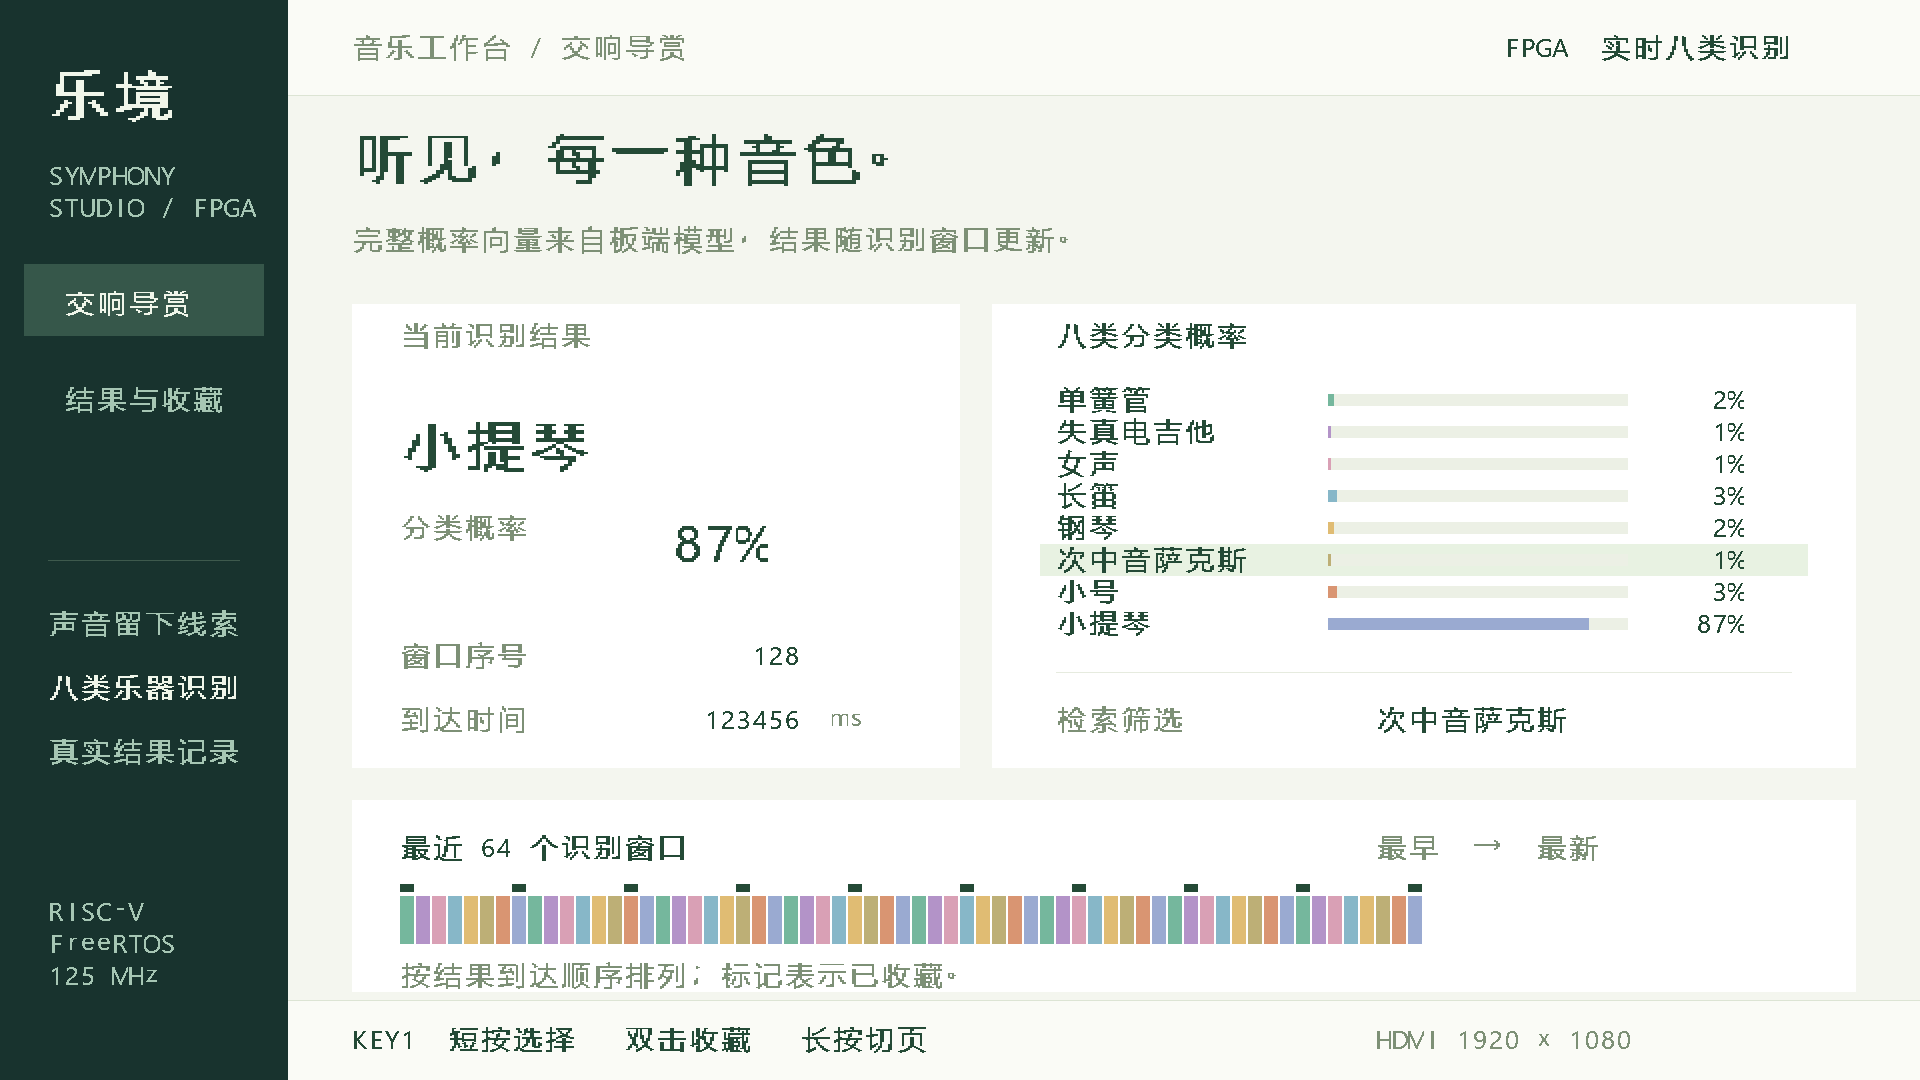 乐境
SYMPHONY
STUDIO / FPGA
交响导赏
结果与收藏
声音留下线索
八类乐器识别
真实结果记录
RISC-V
FreeRTOS
125 MHz
音乐工作台 / 交响导赏
FPGA 实时八类识别
听见，每一种音色。
完整概率向量来自板端模型，结果随识别窗口更新。
当前识别结果
小提琴
分类概率 87%
窗口序号 128
到达时间 123456 ms
八类分类概率
单簧管 2%
失真电吉他 1%
女声 1%
长笛 3%
钢琴 2%
次中音萨克斯 1%
小号 3%
小提琴 87%
检索筛选 次中音萨克斯
最近 64 个识别窗口
最早 → 最新
按结果到达顺序排列；标记表示已收藏。
KEY1 短按选择 双击收藏 长按切页
HDMI 1920 x 1080